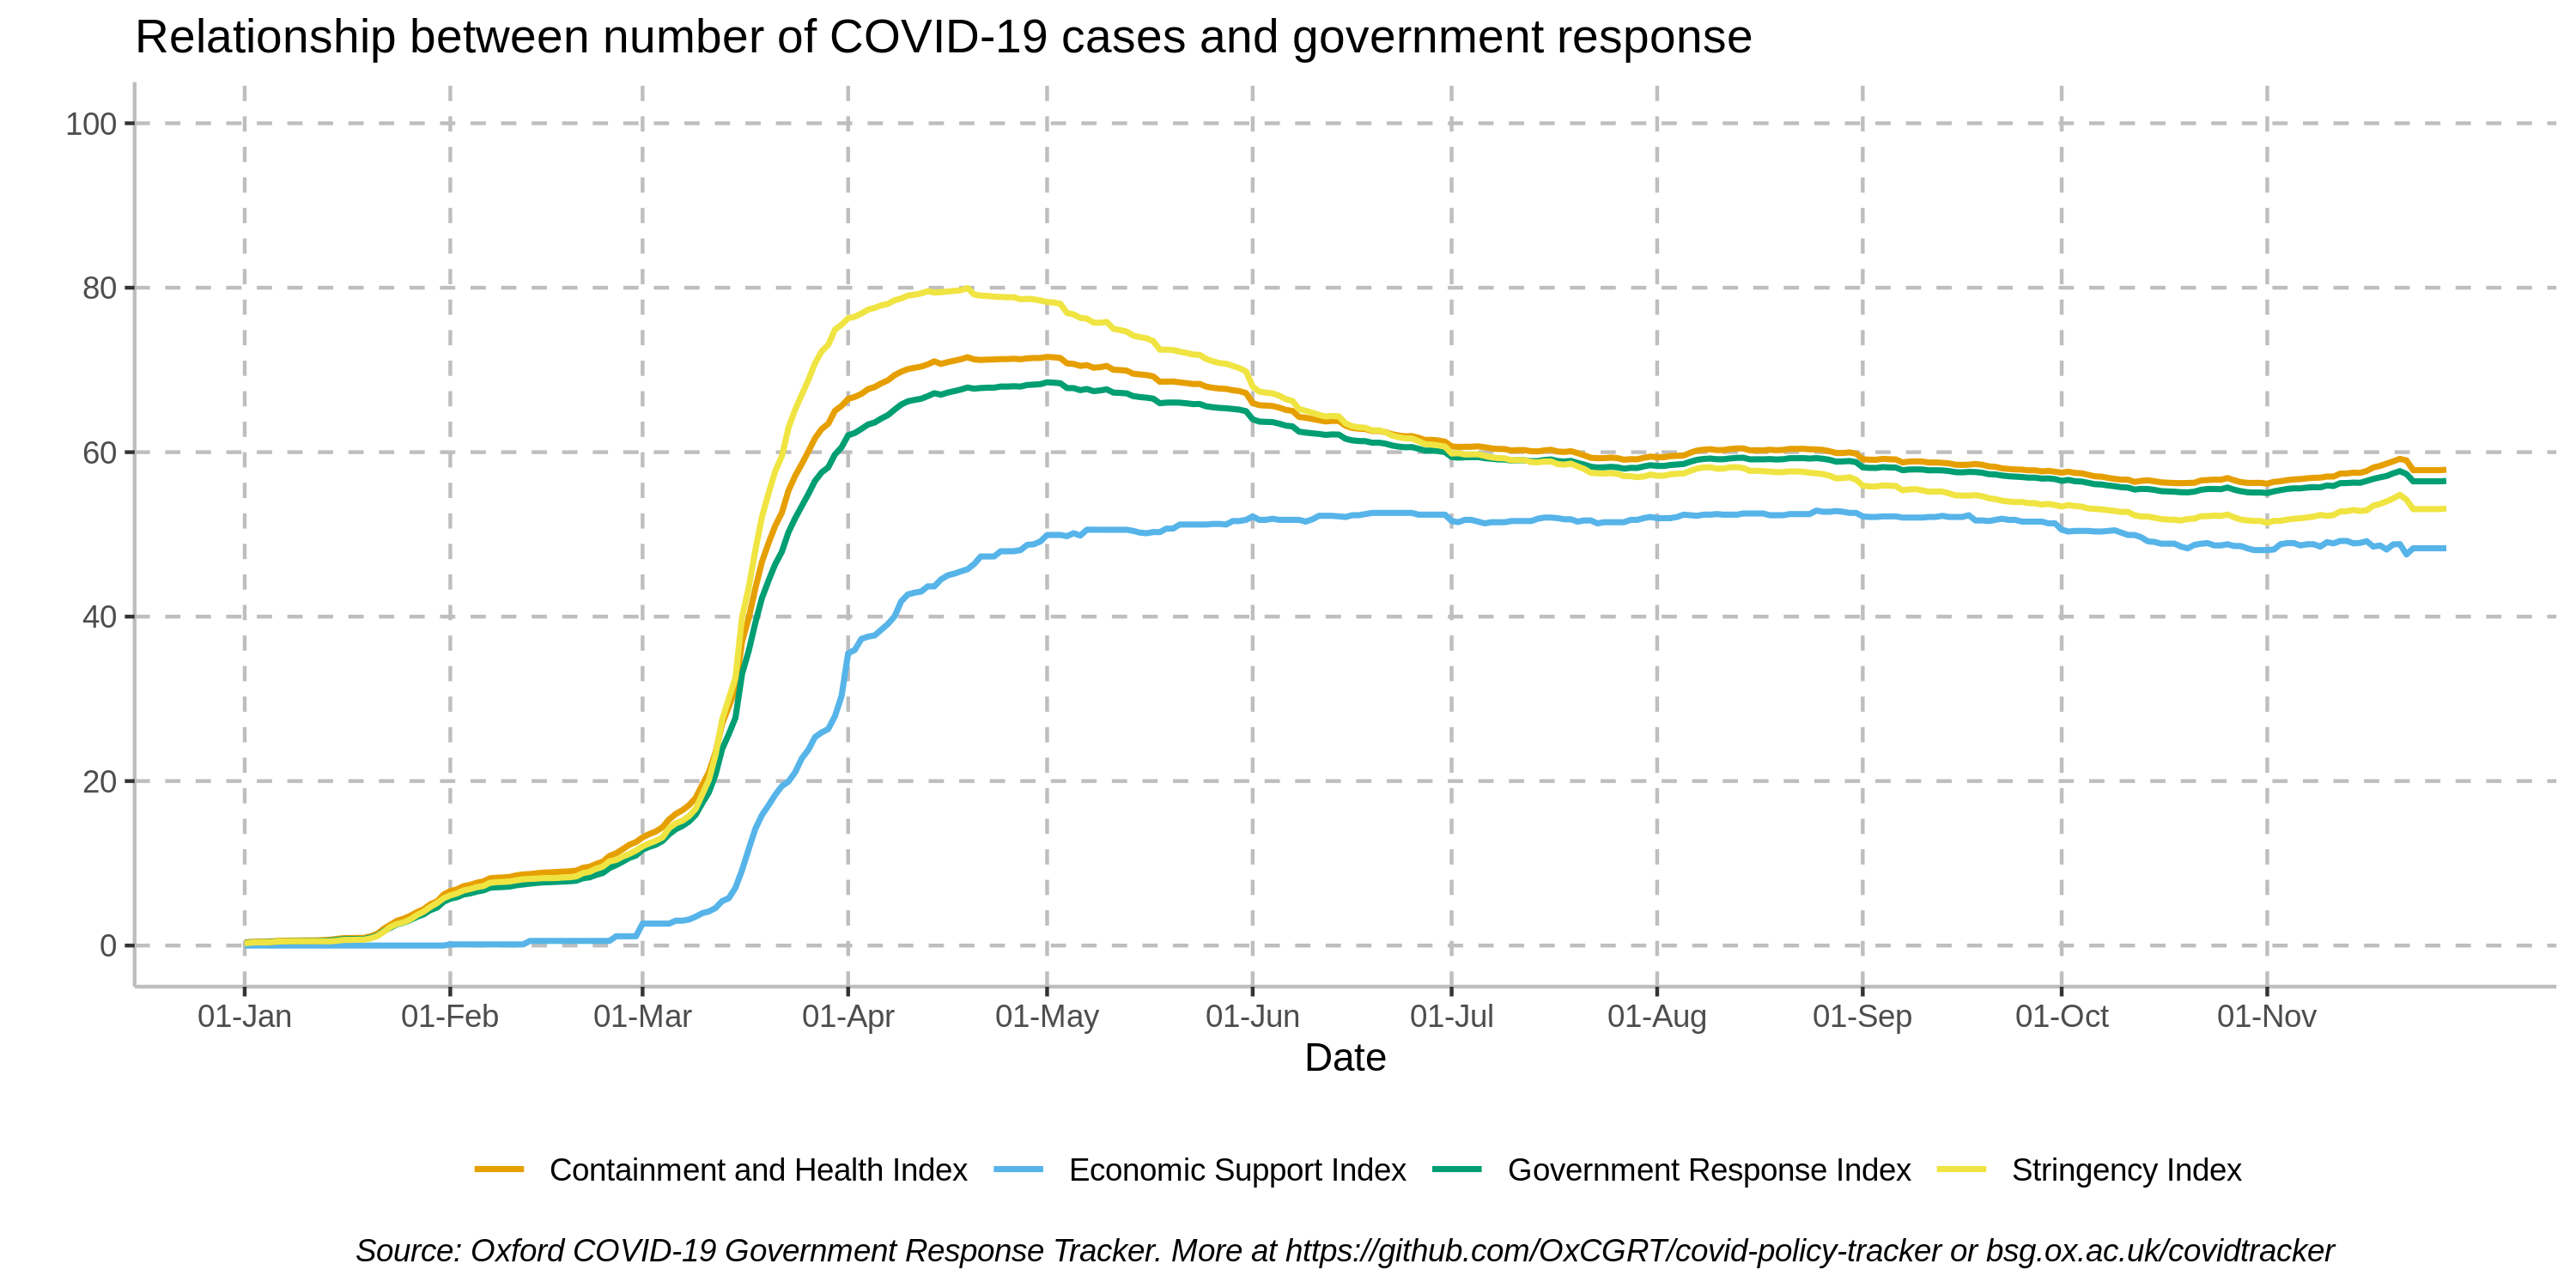 Relationship between number of COVID-19 cases and government response
100
80
60
40
20
0
01-Jan 01-Feb 01-Mar 01-Apr 01-May 01-Jun 01-Jul 01-Aug 01-Sep 01-Oct 01-Nov
Date
Containment and Health Index Economic Support Index Government Response Index Stringency Index
Source: Oxford COVID-19 Government Response Tracker. More at https://github.com/OxCGRT/covid-policy-tracker or bsg.ox.ac.uk/covidtracker